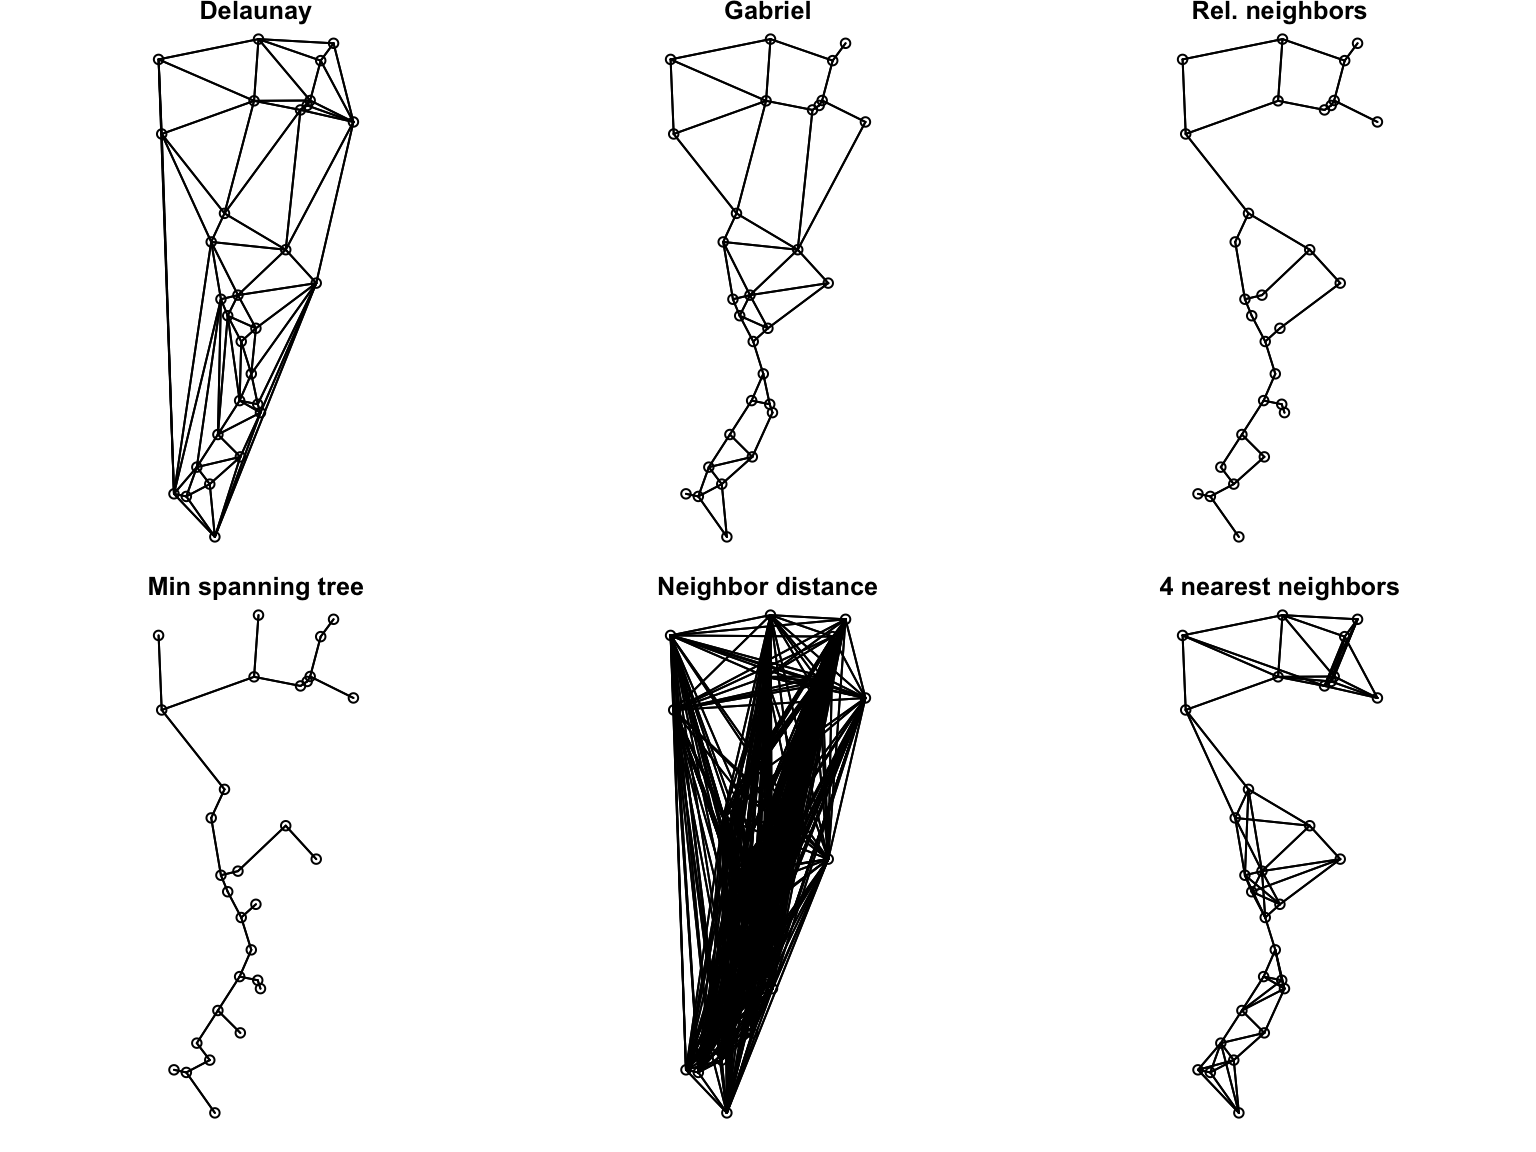 Delaunay
Gabriel
Rel. neighbors
Min spanning tree
Neighbor distance
4 nearest neighbors